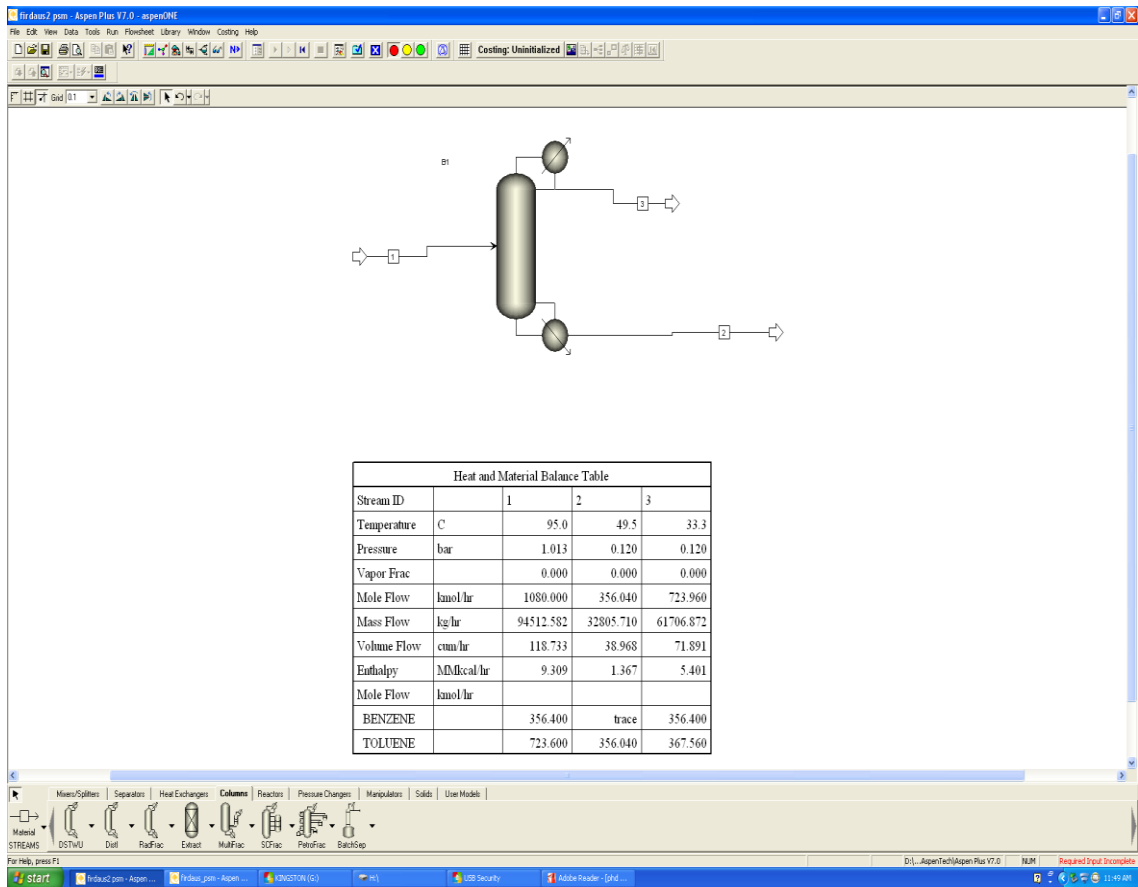 firdaus2 psm - Aspen Plus V7.0 - aspenONE
File Edit View Data Tools Run Flowsheet Library Window Costing Help
Costing: Uninitialized
Grid 0.1
B1
3
1
2
Heat and Material Balance Table
Stream ID 1 2 3
Temperature C 95.0 49.5 33.3
Pressure bar 1.013 0.120 0.120
Vapor Frac 0.000 0.000 0.000
Mole Flow kmol/hr 1080.000 356.040 723.960
Mass Flow kg/hr 94512.582 32805.710 61706.872
Volume Flow cum/hr 118.733 38.968 71.891
Enthalpy MMkcal/hr 9.309 1.367 5.401
Mole Flow kmol/hr
BENZENE 356.400 trace 356.400
TOLUENE 723.600 356.040 367.560
Mixers/Splitters Separators Heat Exchangers Columns Reactors Pressure Changers Manipulators Solids User Models
Material
STREAMS DSTWU Distl RadFrac Extract MultiFrac SCFrac PetroFrac BatchSep
For Help, press F1 D:\...AspenTech\Aspen Plus V7.0 NUM Required Input Incomplete
start firdaus2 psm - Aspen ... firdaus_psm - Aspen ... KINGSTON (G:) H:\ USB Security Adobe Reader - [phd ... 11:49 AM